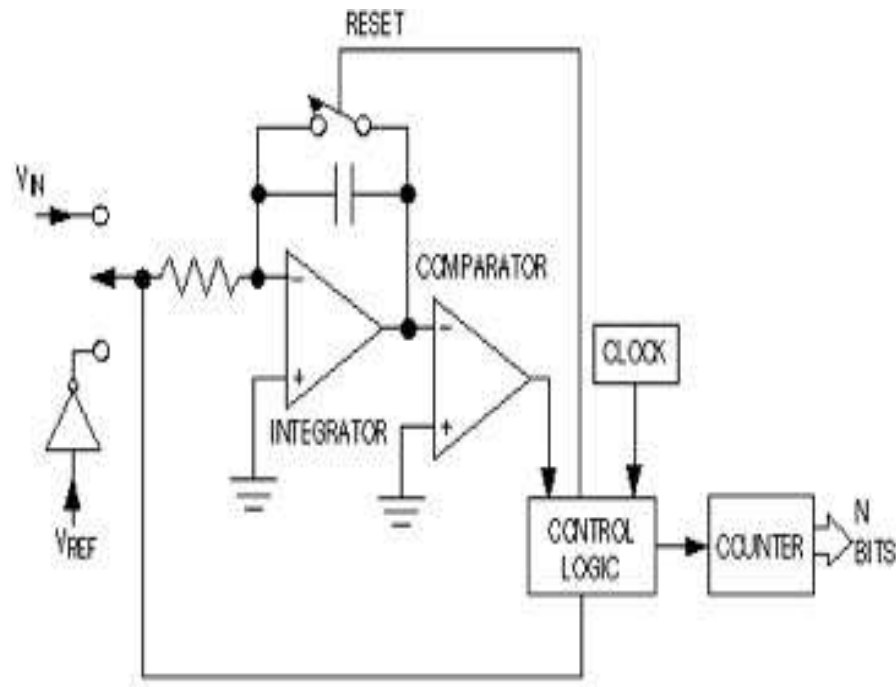 RESET
VIN
COMPARATOR
CLOCK
INTEGRATOR
VREF
CONTROL
LOGIC
COUNTER
N
BITS